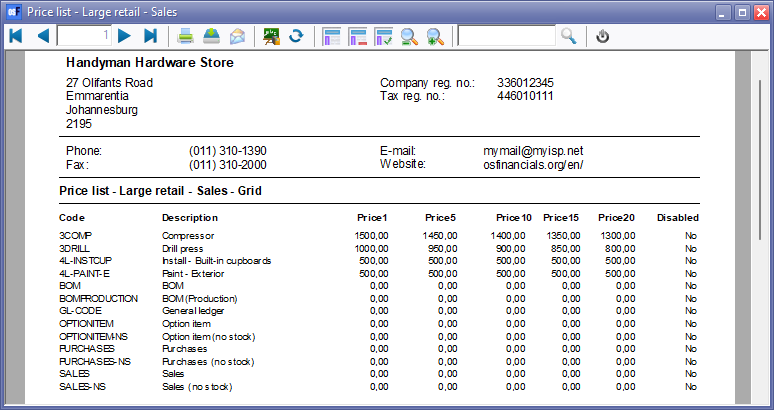 Price list - Large retail - Sales
1
Handyman Hardware Store
27 Olifants Road
Company reg. no.: 336012345
Emmarentia
Tax reg. no.: 446010111
Johannesburg
2195
Phone: (011) 310-1390 E-mail: mymail@myisp.net
Fax: (011) 310-2000 Website: osfinancials.org/en/
Price list - Large retail - Sales - Grid
Code Description Price1 Price5 Price10 Price15 Price20 Disabled
3COMP Compressor 1500,00 1450,00 1400,00 1350,00 1300,00 No
3DRILL Drill press 1000,00 950,00 900,00 850,00 800,00 No
4L-INSTCUP Install - Built-in cupboards 500,00 500,00 500,00 500,00 500,00 No
4L-PAINT-E Paint - Exterior 500,00 500,00 500,00 500,00 500,00 No
BOM BOM 0,00 0,00 0,00 0,00 0,00 No
BOMPRODUCTION BOM (Production) 0,00 0,00 0,00 0,00 0,00 No
GL-CODE General ledger 0,00 0,00 0,00 0,00 0,00 No
OPTIONITEM Option item 0,00 0,00 0,00 0,00 0,00 No
OPTIONITEM-NS Option item (no stock) 0,00 0,00 0,00 0,00 0,00 No
PURCHASES Purchases 0,00 0,00 0,00 0,00 0,00 No
PURCHASES-NS Purchases (no stock) 0,00 0,00 0,00 0,00 0,00 No
SALES Sales 0,00 0,00 0,00 0,00 0,00 No
SALES-NS Sales (no stock) 0,00 0,00 0,00 0,00 0,00 No